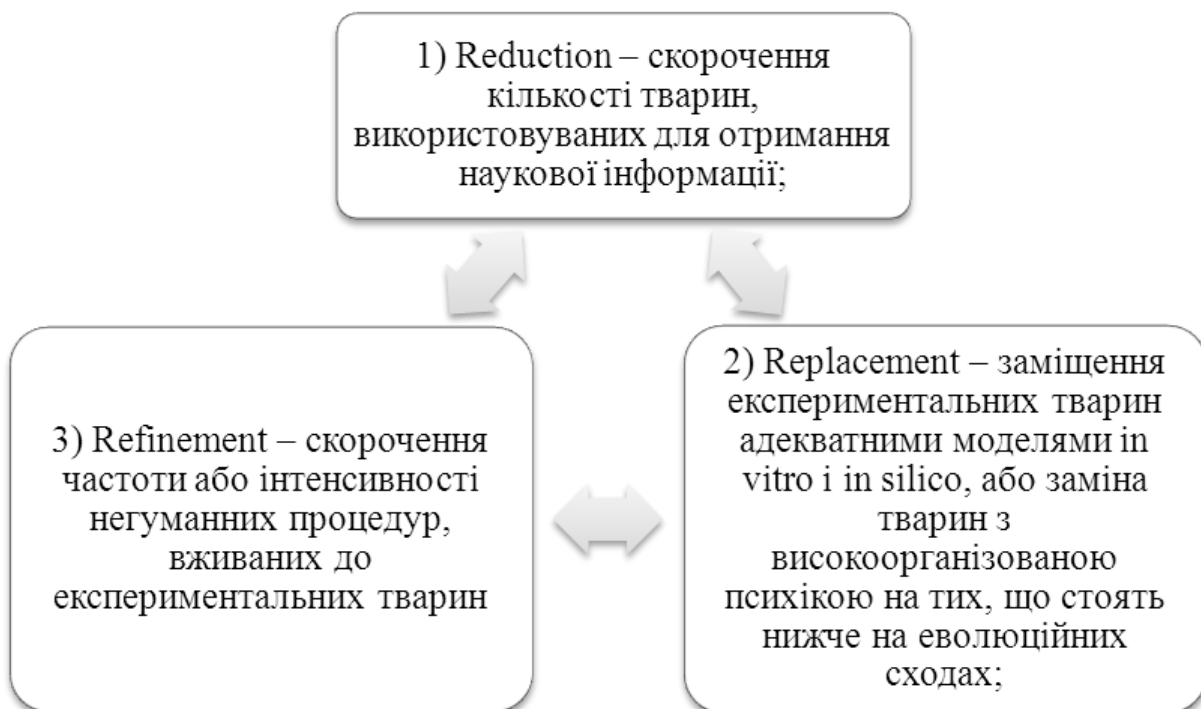 1) Reduction – скорочення
кількості тварин,
використовуваних для отримання
наукової інформації;
2) Replacement – заміщення
експериментальних тварин
адекватними моделями in
vitro і in silico, або заміна
тварин з
високоорганізованою
психікою на тих, що стоять
нижче на еволюційних
сходах;
3) Refinement – скорочення
частоти або інтенсивності
негуманних процедур,
вживаних до
експериментальних тварин